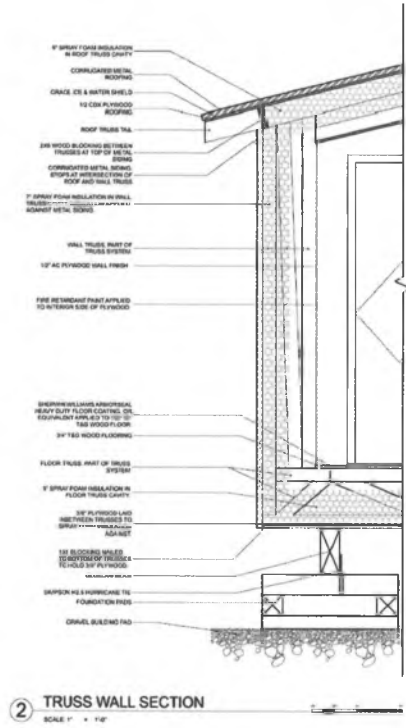 9" SPRAY FOAM INSULATION
IN ROOF TRUSS CAVITY
CORRUGATED METAL
ROOFING
GRACE ICE & WATER SHIELD
1/2 CDX PLYWOOD
ROOFING
ROOF TRUSS TAIL
2X6 WOOD BLOCKING BETWEEN
TRUSSES AT TOP OF METAL
SIDING
CORRUGATED METAL SIDING,
STOPS AT INTERSECTION OF
ROOF AND WALL TRUSS
7" SPRAY FOAM INSULATION IN WALL
TRUSS
AGAINST METAL SIDING
WALL TRUSS, PART OF
TRUSS SYSTEM
1/2" AC PLYWOOD WALL FINISH
FIRE RETARDANT PAINT APPLIED
TO INTERIOR SIDE OF PLYWOOD
SHERWIN WILLIAMS ARMORSEAL
HEAVY DUTY FLOOR COATING, OR
EQUIVALENT APPLIED TO
T&G WOOD FLOOR
3/4" T&G WOOD FLOORING
FLOOR TRUSS, PART OF TRUSS
SYSTEM
9" SPRAY FOAM INSULATION IN
FLOOR TRUSS CAVITY
3/8" PLYWOOD LAID
INBETWEEN TRUSSES TO
SPRAY
AGAINST
1X1 BLOCKING NAILED
TO BOTTOM OF TRUSSES
TO HOLD 3/8" PLYWOOD
BEAM
SIMPSON H2.5 HURRICANE TIE
FOUNDATION PADS
GRAVEL BUILDING PAD
2 TRUSS WALL SECTION
SCALE: 1" = 1'-0"